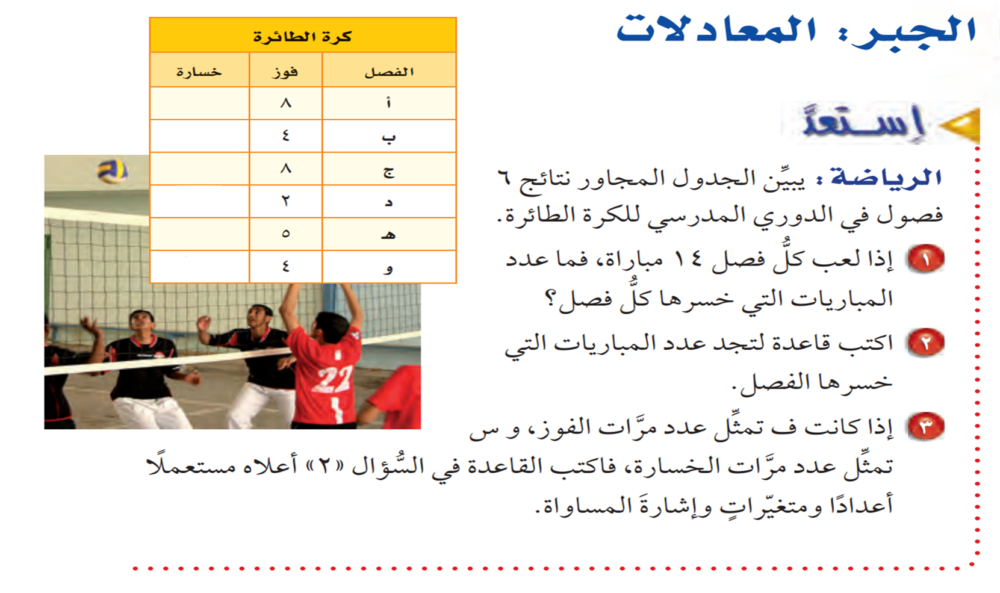 الجبر: المعادلات
اِستعدَّ
الرياضة: يبيِّن الجدول المجاور نتائج ٦
فصول في الدوري المدرسي للكرة الطائرة.
١ إذا لعب كلُّ فصل ١٤ مباراة، فما عدد
المباريات التي خسرها كلُّ فصل؟
٢ اكتب قاعدة لتجد عدد المباريات التي
خسرها الفصل.
٣ إذا كانت ف تمثِّل عدد مرَّات الفوز، و س
تمثِّل عدد مرَّات الخسارة، فاكتب القاعدة في السُّؤال «٢» أعلاه مستعملًا
أعدادًا ومتغيّراتٍ وإشارةَ المساواة.
كرة الطائرة
الفصل فوز خسارة
أ ٨
ب ٤
ج ٨
د ٢
هـ ٥
و ٤
22